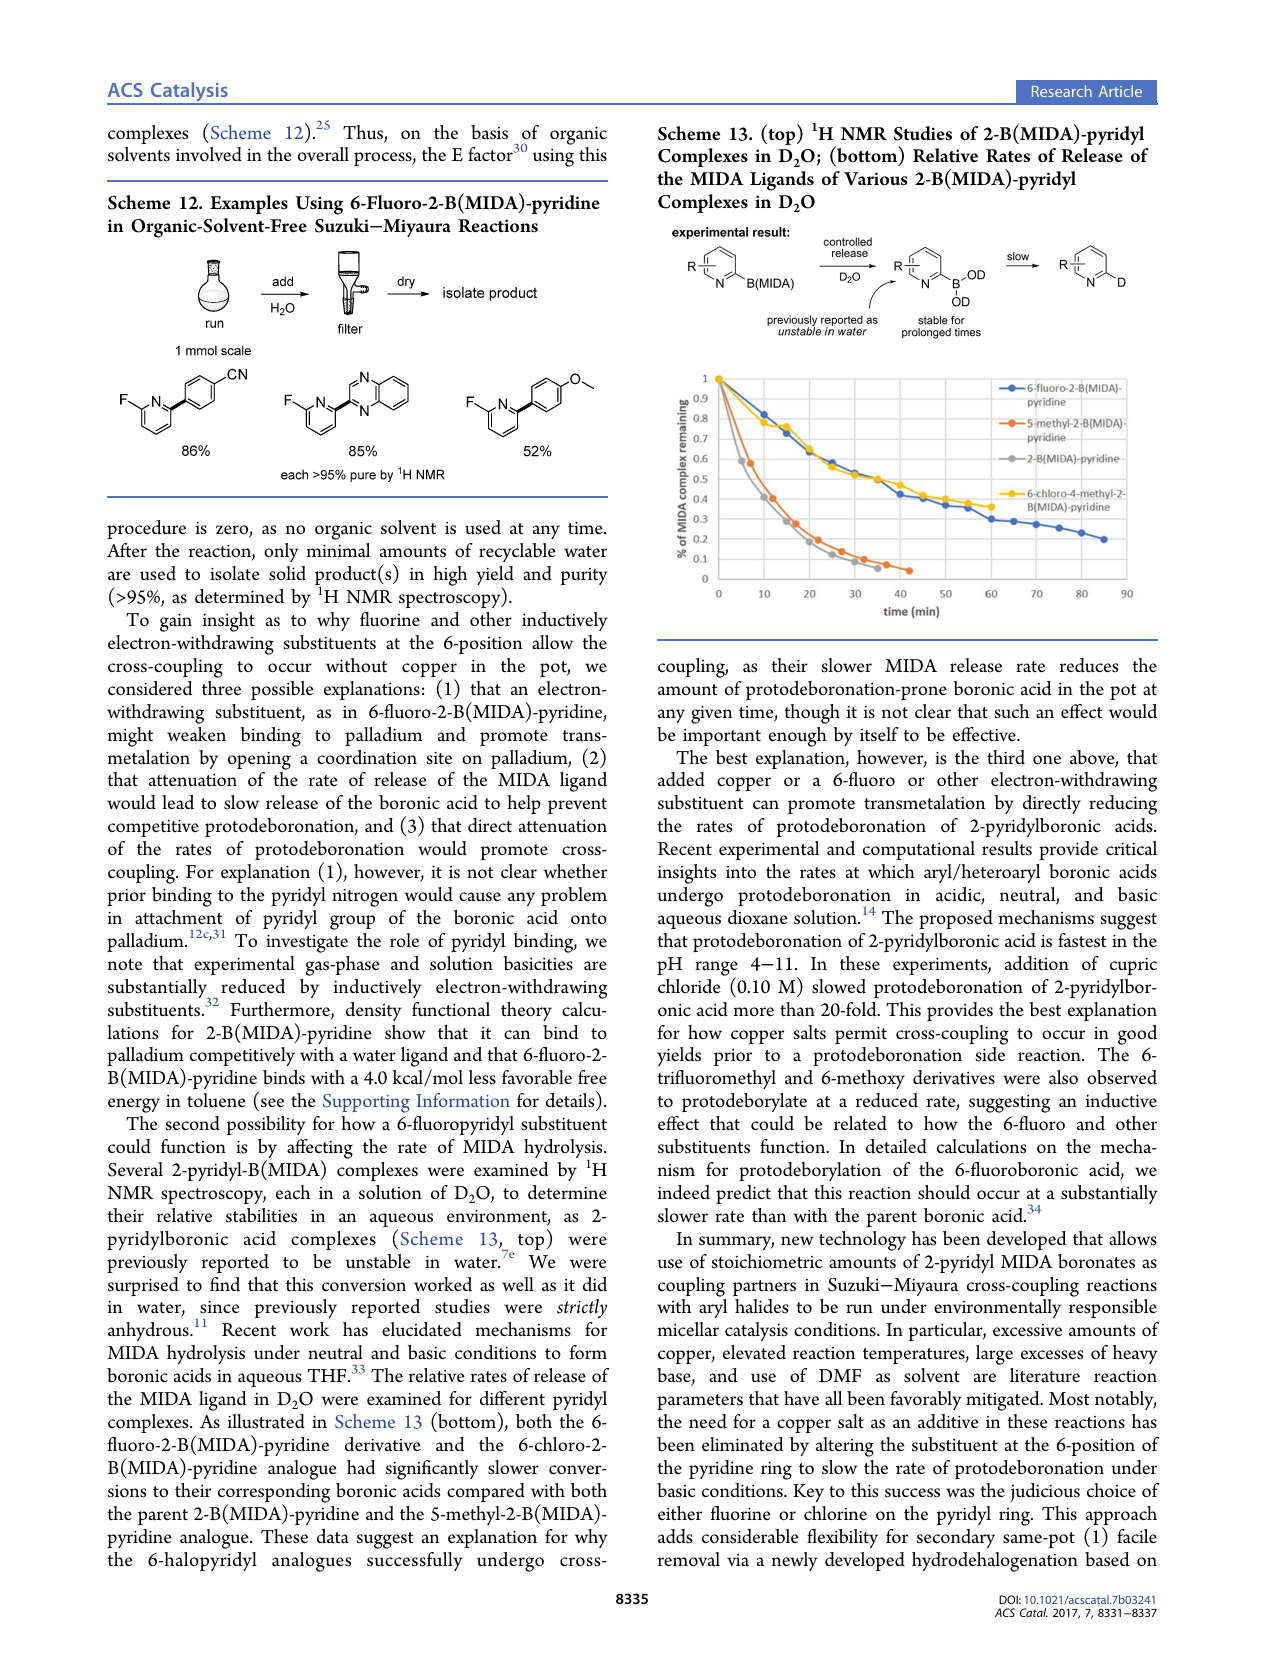 ACS Catalysis
Research Article
complexes (Scheme 12).25 Thus, on the basis of organic
solvents involved in the overall process, the E factor30 using this
Scheme 12. Examples Using 6-Fluoro-2-B(MIDA)-pyridine
in Organic-Solvent-Free Suzuki−Miyaura Reactions
run
add
H2O
filter
dry
isolate product
1 mmol scale
F
N
CN
86%
F
N
N
N
85%
F
N
O
52%
each >95% pure by 1H NMR
procedure is zero, as no organic solvent is used at any time.
After the reaction, only minimal amounts of recyclable water
are used to isolate solid product(s) in high yield and purity
(>95%, as determined by 1H NMR spectroscopy).
To gain insight as to why fluorine and other inductively
electron-withdrawing substituents at the 6-position allow the
cross-coupling to occur without copper in the pot, we
considered three possible explanations: (1) that an electron-
withdrawing substituent, as in 6-fluoro-2-B(MIDA)-pyridine,
might weaken binding to palladium and promote trans-
metalation by opening a coordination site on palladium, (2)
that attenuation of the rate of release of the MIDA ligand
would lead to slow release of the boronic acid to help prevent
competitive protodeboronation, and (3) that direct attenuation
of the rates of protodeboronation would promote cross-
coupling. For explanation (1), however, it is not clear whether
prior binding to the pyridyl nitrogen would cause any problem
in attachment of pyridyl group of the boronic acid onto
palladium.12c,31 To investigate the role of pyridyl binding, we
note that experimental gas-phase and solution basicities are
substantially reduced by inductively electron-withdrawing
substituents.32 Furthermore, density functional theory calcu-
lations for 2-B(MIDA)-pyridine show that it can bind to
palladium competitively with a water ligand and that 6-fluoro-2-
B(MIDA)-pyridine binds with a 4.0 kcal/mol less favorable free
energy in toluene (see the Supporting Information for details).
The second possibility for how a 6-fluoropyridyl substituent
could function is by affecting the rate of MIDA hydrolysis.
Several 2-pyridyl-B(MIDA) complexes were examined by 1H
NMR spectroscopy, each in a solution of D2O, to determine
their relative stabilities in an aqueous environment, as 2-
pyridylboronic acid complexes (Scheme 13, top) were
previously reported to be unstable in water.7e We were
surprised to find that this conversion worked as well as it did
in water, since previously reported studies were strictly
anhydrous.11 Recent work has elucidated mechanisms for
MIDA hydrolysis under neutral and basic conditions to form
boronic acids in aqueous THF.33 The relative rates of release of
the MIDA ligand in D2O were examined for different pyridyl
complexes. As illustrated in Scheme 13 (bottom), both the 6-
fluoro-2-B(MIDA)-pyridine derivative and the 6-chloro-2-
B(MIDA)-pyridine analogue had significantly slower conver-
sions to their corresponding boronic acids compared with both
the parent 2-B(MIDA)-pyridine and the 5-methyl-2-B(MIDA)-
pyridine analogue. These data suggest an explanation for why
the 6-halopyridyl analogues successfully undergo cross-
Scheme 13. (top) 1H NMR Studies of 2-B(MIDA)-pyridyl
Complexes in D2O; (bottom) Relative Rates of Release of
the MIDA Ligands of Various 2-B(MIDA)-pyridyl
Complexes in D2O
experimental result:
R
N
B(MIDA)
controlled
release
D2O
R
N
B
OD
OD
slow
R
N
D
previously reported as
unstable in water
stable for
prolonged times
% of MIDA complex remaining
1
0.9
0.8
0.7
0.6
0.5
0.4
0.3
0.2
0.1
0
0 10 20 30 40 50 60 70 80 90
time (min)
6-fluoro-2-B(MIDA)-
pyridine
5-methyl-2-B(MIDA)-
pyridine
2-B(MIDA)-pyridine
6-chloro-4-methyl-2-
B(MIDA)-pyridine
coupling, as their slower MIDA release rate reduces the
amount of protodeboronation-prone boronic acid in the pot at
any given time, though it is not clear that such an effect would
be important enough by itself to be effective.
The best explanation, however, is the third one above, that
added copper or a 6-fluoro or other electron-withdrawing
substituent can promote transmetalation by directly reducing
the rates of protodeboronation of 2-pyridylboronic acids.
Recent experimental and computational results provide critical
insights into the rates at which aryl/heteroaryl boronic acids
undergo protodeboronation in acidic, neutral, and basic
aqueous dioxane solution.14 The proposed mechanisms suggest
that protodeboronation of 2-pyridylboronic acid is fastest in the
pH range 4−11. In these experiments, addition of cupric
chloride (0.10 M) slowed protodeboronation of 2-pyridylbor-
onic acid more than 20-fold. This provides the best explanation
for how copper salts permit cross-coupling to occur in good
yields prior to a protodeboronation side reaction. The 6-
trifluoromethyl and 6-methoxy derivatives were also observed
to protodeborylate at a reduced rate, suggesting an inductive
effect that could be related to how the 6-fluoro and other
substituents function. In detailed calculations on the mecha-
nism for protodeborylation of the 6-fluoroboronic acid, we
indeed predict that this reaction should occur at a substantially
slower rate than with the parent boronic acid.34
In summary, new technology has been developed that allows
use of stoichiometric amounts of 2-pyridyl MIDA boronates as
coupling partners in Suzuki−Miyaura cross-coupling reactions
with aryl halides to be run under environmentally responsible
micellar catalysis conditions. In particular, excessive amounts of
copper, elevated reaction temperatures, large excesses of heavy
base, and use of DMF as solvent are literature reaction
parameters that have all been favorably mitigated. Most notably,
the need for a copper salt as an additive in these reactions has
been eliminated by altering the substituent at the 6-position of
the pyridine ring to slow the rate of protodeboronation under
basic conditions. Key to this success was the judicious choice of
either fluorine or chlorine on the pyridyl ring. This approach
adds considerable flexibility for secondary same-pot (1) facile
removal via a newly developed hydrodehalogenation based on
8335
DOI: 10.1021/acscatal.7b03241
ACS Catal. 2017, 7, 8331−8337